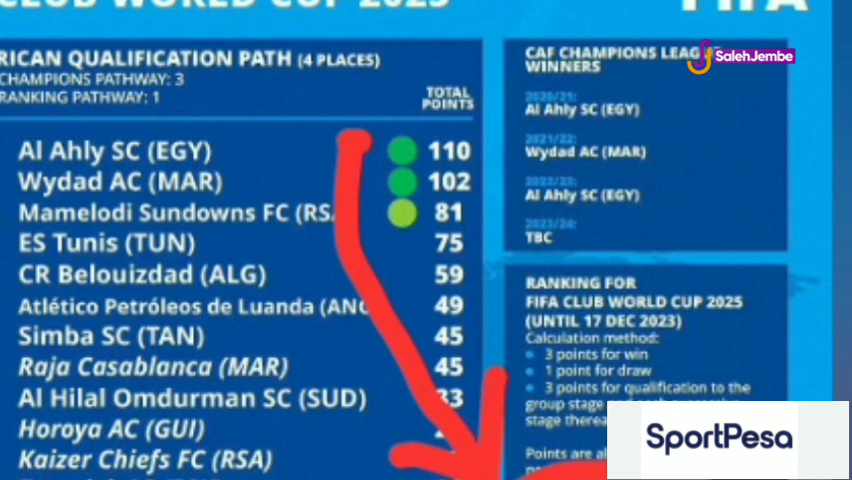 CLUB WORLD CUP 2025
FIFA
SalehJembe
RICAN QUALIFICATION PATH (4 PLACES)
CHAMPIONS PATHWAY: 3
RANKING PATHWAY: 1
TOTAL
POINTS
Al Ahly SC (EGY) 110
Wydad AC (MAR) 102
Mamelodi Sundowns FC (RSA 81
ES Tunis (TUN) 75
CR Belouizdad (ALG) 59
Atlético Petróleos de Luanda (ANG 49
Simba SC (TAN) 45
Raja Casablanca (MAR) 45
Al Hilal Omdurman SC (SUD) 33
Horoya AC (GUI)
Kaizer Chiefs FC (RSA)
CAF CHAMPIONS LEAGUE
WINNERS
2020/21:
Al Ahly SC (EGY)
2021/22:
Wydad AC (MAR)
2022/23:
Al Ahly SC (EGY)
2023/24:
TBC
RANKING FOR
FIFA CLUB WORLD CUP 2025
(UNTIL 17 DEC 2023)
Calculation method:
3 points for win
1 point for draw
3 points for qualification to the
group stage
stage therea
Points are al
SportPesa